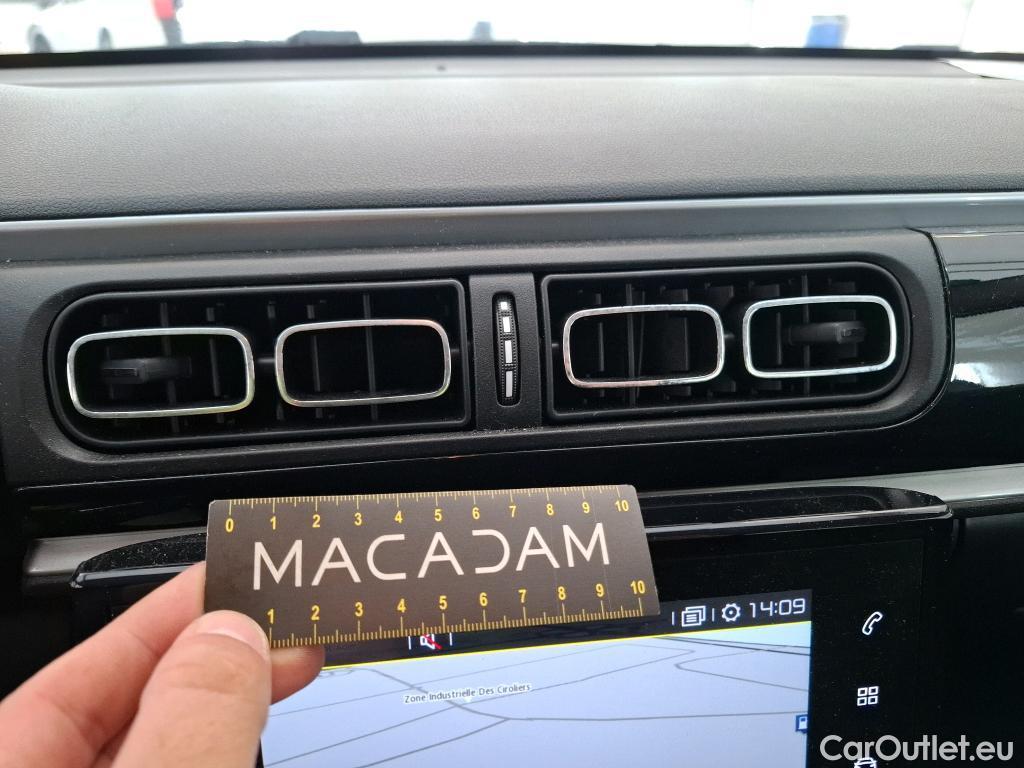 0 1 2 3 4 5 6 7 8 9 10
MACADAM
1 2 3 4 5 6 7 8 9 10
14:09
Zone Industrielle Des Ciroliers
CarOutlet.eu